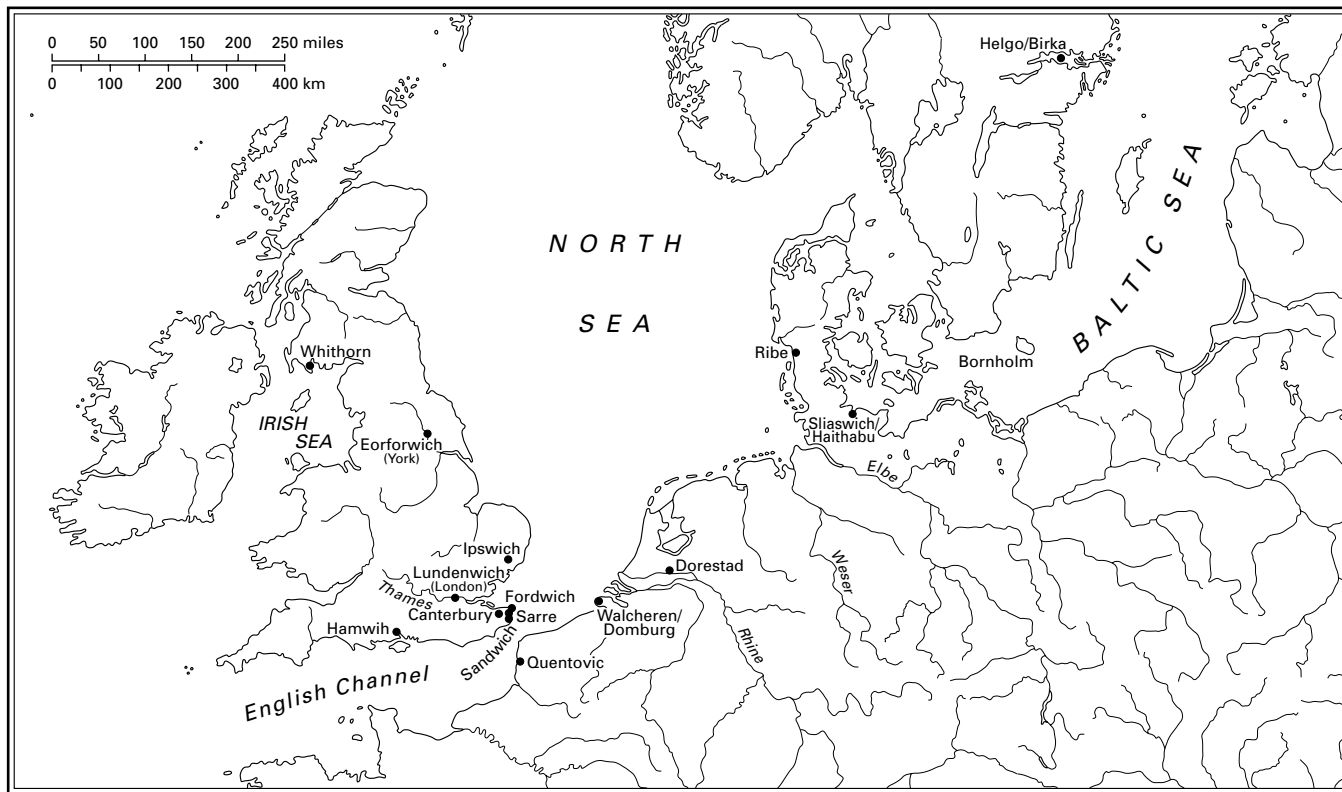 0 50 100 150 200 250 miles
0 100 200 300 400 km
Helgo/Birka
NORTH
SEA
BALTIC SEA
Whithorn
Ribe
Bornholm
IRISH
SEA
Eorforwich
(York)
Sliaswich/
Haithabu
Elbe
Ipswich
Lundenwich
(London)
Thames
Fordwich
Canterbury
Sarre
Sandwich
Hamwih
Dorestad
Weser
Walcheren/
Domburg
Rhine
Quentovic
English Channel